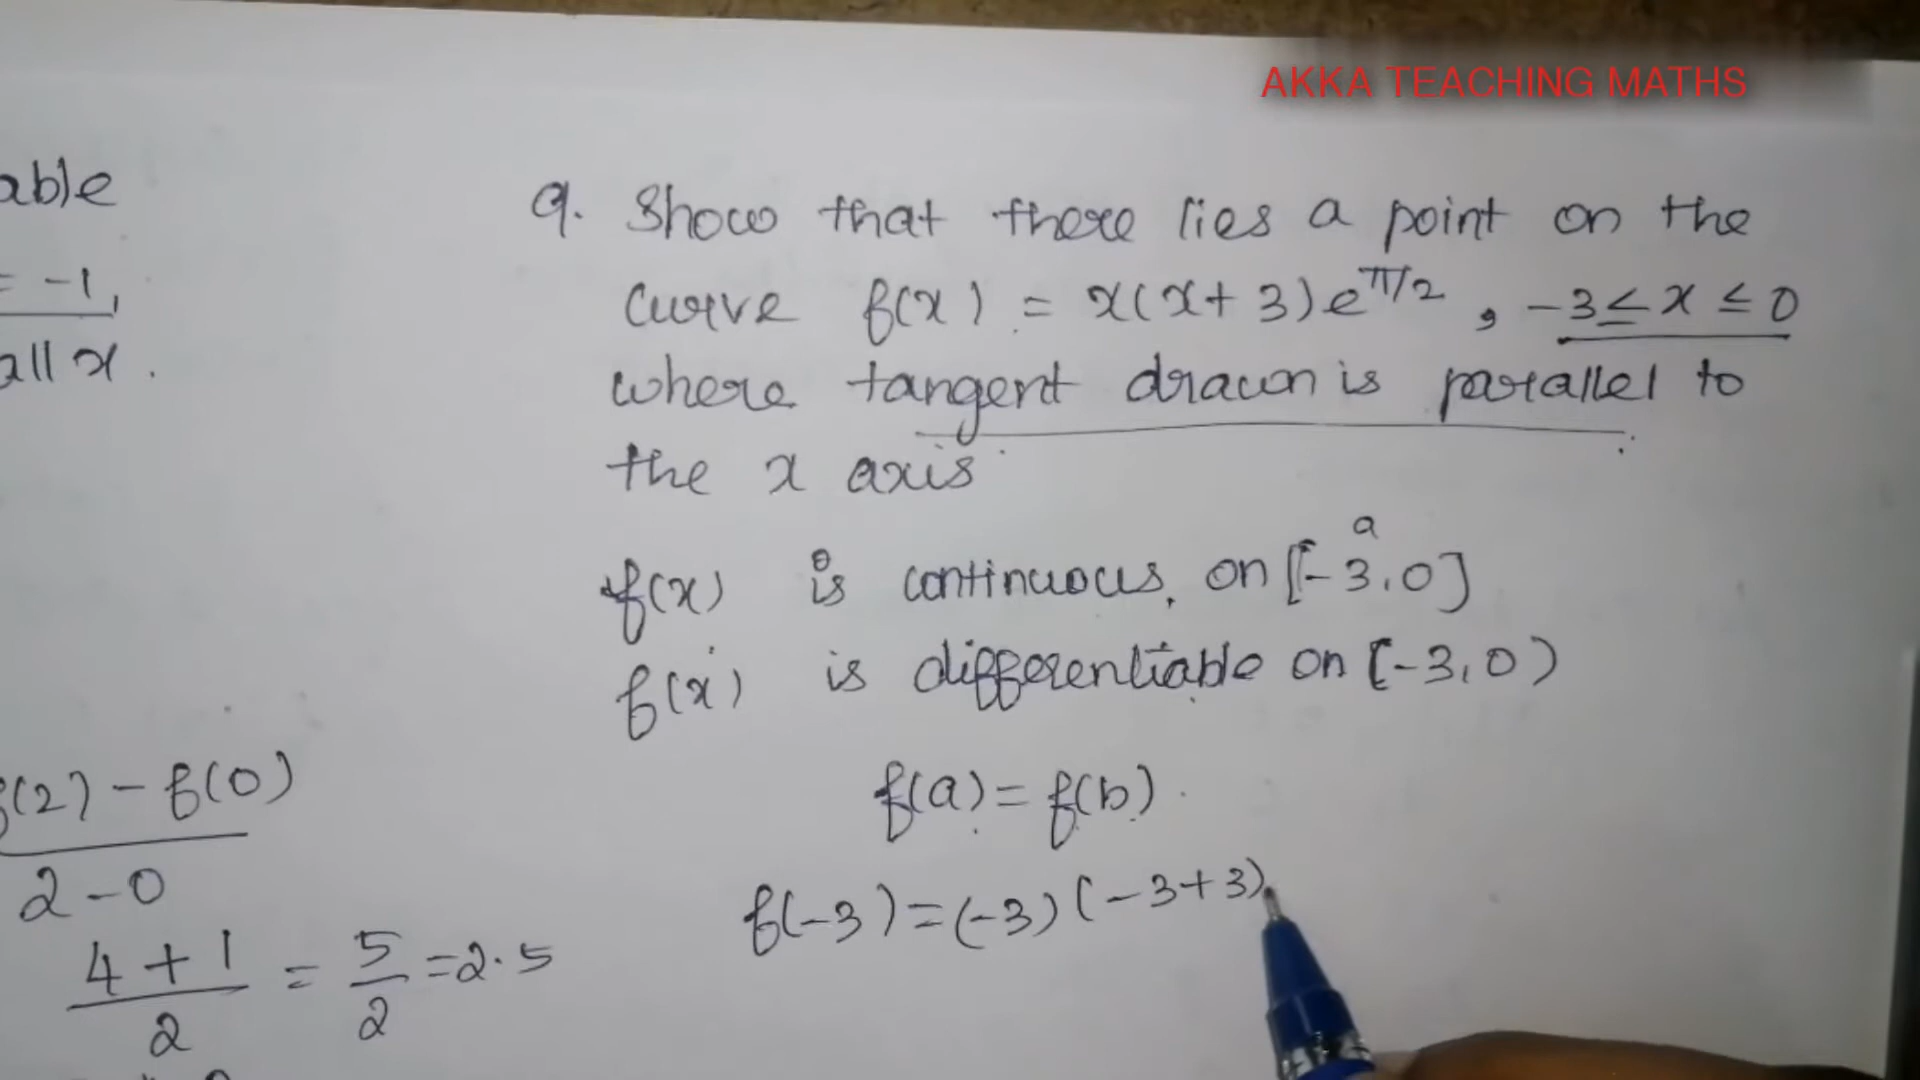 AKKA TEACHING MATHS
able
= -1,
all x.
(2) - f(0)
2 - 0
4 + 1 = 5 = 2.5
2 2
9. Show that there lies a point on the
curve f(x) = x(x+3)e^π/2, -3 ≤ x ≤ 0
where tangent drawn is parallel to
the x axis
a
f(x) is continuous on [-3,0]
f(x) is differentiable on [-3,0)
f(a) = f(b).
f(-3) = (-3)(-3+3)